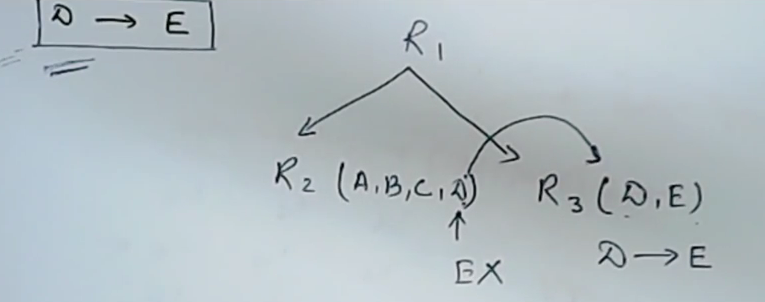 D → E
R1
R2 (A,B,C,D) R3 (D,E)
↑ D → E
EX